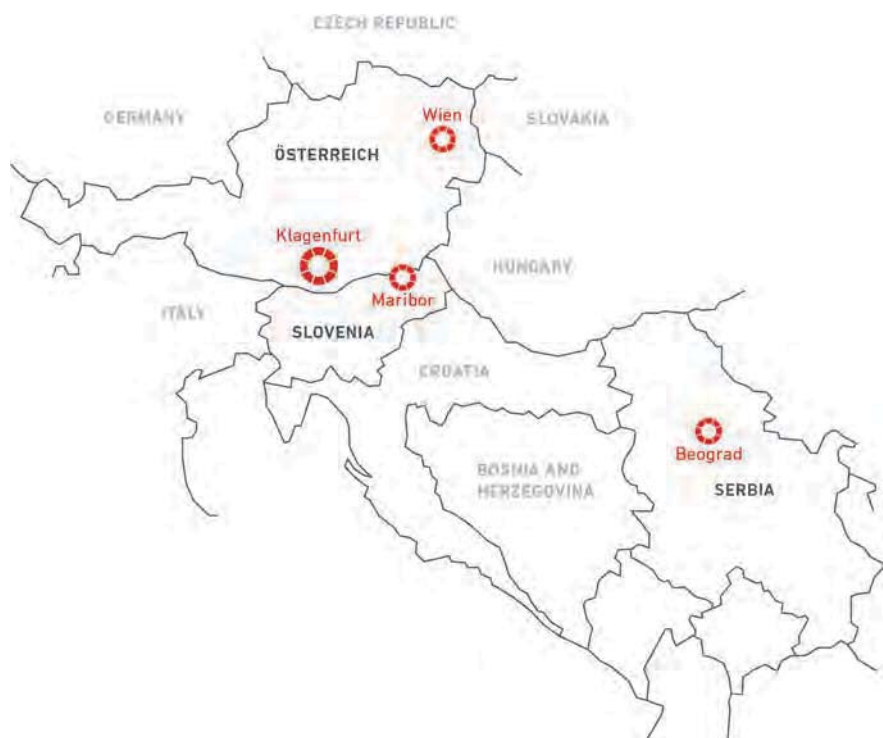 CZECH REPUBLIC
GERMANY
Wien
SLOVAKIA
ÖSTERREICH
Klagenfurt
HUNGARY
Maribor
ITALY
SLOVENIA
CROATIA
Beograd
BOSNIA AND
HERZEGOVINA
SERBIA